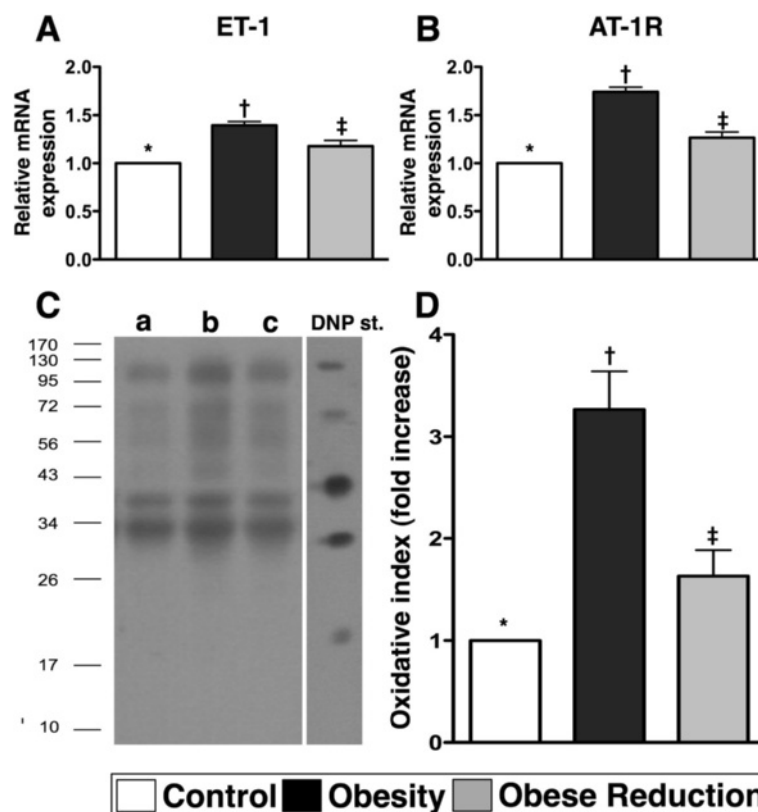 A ET-1
Relative mRNA expression
2.0
1.5
1.0
0.5
0.0
* † ‡
B AT-1R
Relative mRNA expression
2.0
1.5
1.0
0.5
0.0
* † ‡
C a b c DNP st.
170
130
95
72
56
43
34
26
17
10
D
Oxidative index (fold increase)
4
3
2
1
0
* † ‡
Control Obesity Obese Reduction